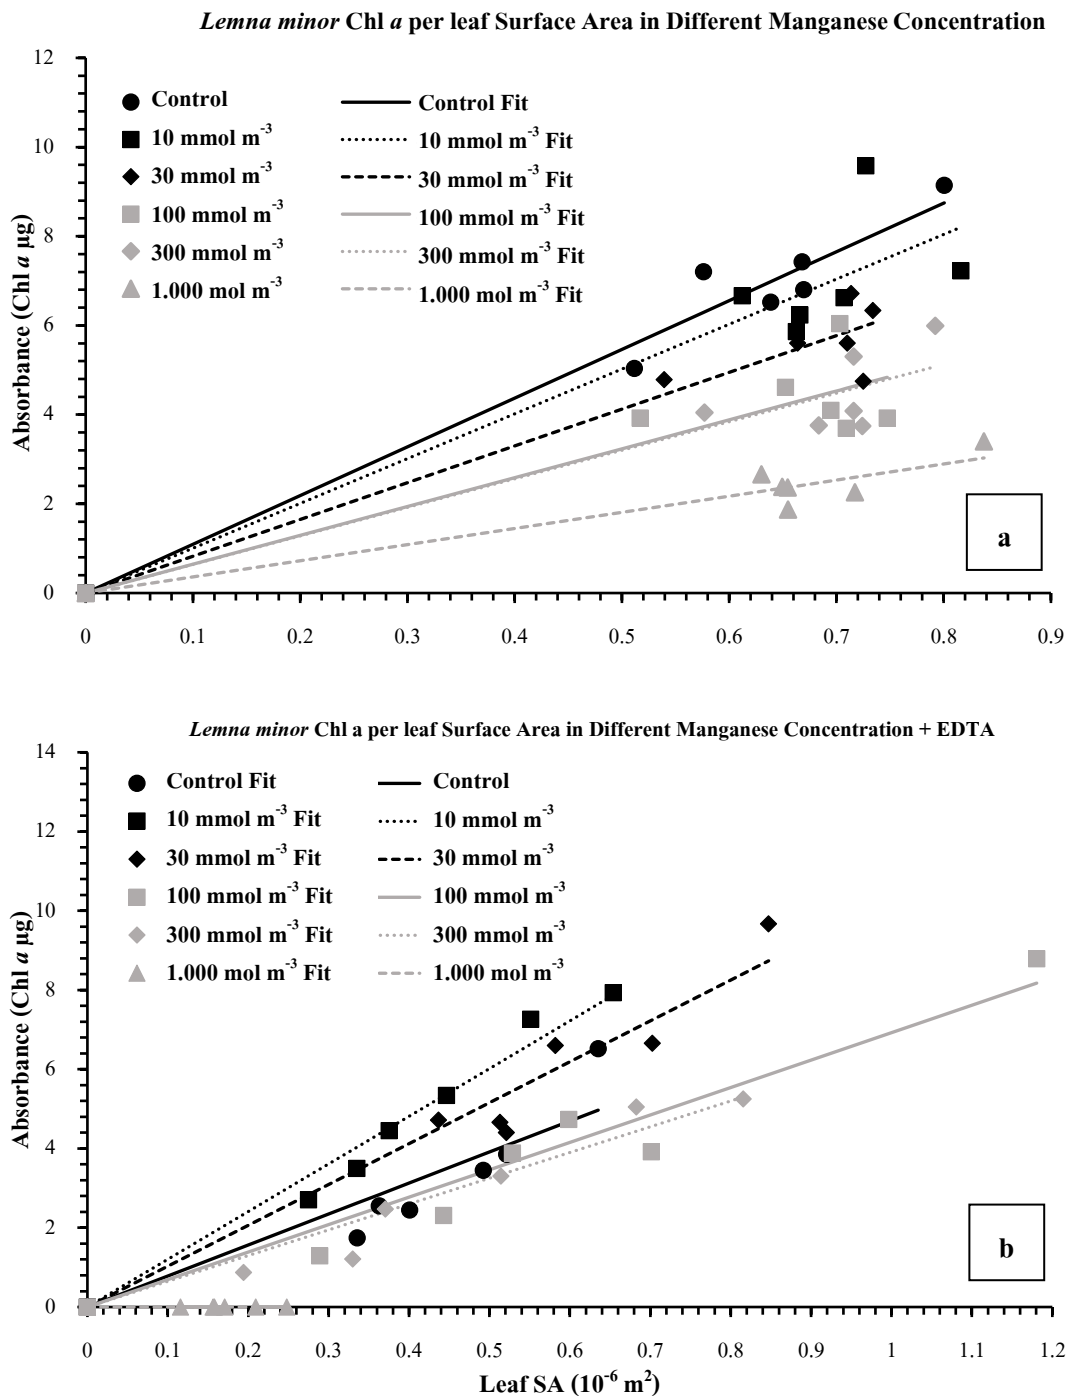 Lemna minor Chl a per leaf Surface Area in Different Manganese Concentration
12
10
8
6
4
2
0
Absorbance (Chl a µg)
Control
10 mmol m⁻³
30 mmol m⁻³
100 mmol m⁻³
300 mmol m⁻³
1.000 mol m⁻³
Control Fit
10 mmol m⁻³ Fit
30 mmol m⁻³ Fit
100 mmol m⁻³ Fit
300 mmol m⁻³ Fit
1.000 mol m⁻³ Fit
a
0 0.1 0.2 0.3 0.4 0.5 0.6 0.7 0.8 0.9
Lemna minor Chl a per leaf Surface Area in Different Manganese Concentration + EDTA
14
12
10
8
6
4
2
0
Absorbance (Chl a µg)
Control Fit
10 mmol m⁻³ Fit
30 mmol m⁻³ Fit
100 mmol m⁻³ Fit
300 mmol m⁻³ Fit
1.000 mol m⁻³ Fit
Control
10 mmol m⁻³
30 mmol m⁻³
100 mmol m⁻³
300 mmol m⁻³
1.000 mol m⁻³
b
0 0.1 0.2 0.3 0.4 0.5 0.6 0.7 0.8 0.9 1 1.1 1.2
Leaf SA (10⁻⁶ m²)